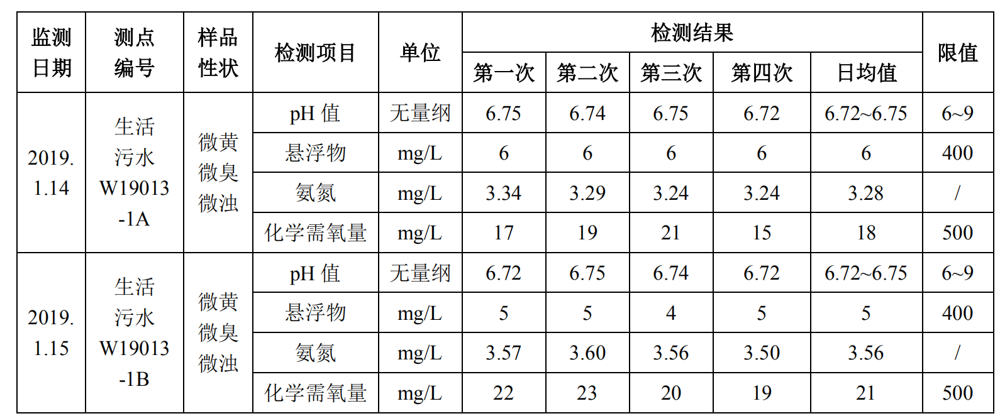 监测日期 测点编号 样品性状 检测项目 单位 检测结果 限值
第一次 第二次 第三次 第四次 日均值
2019.1.14 生活污水W19013-1A 微黄微臭微浊 pH 值 无量纲 6.75 6.74 6.75 6.72 6.72~6.75 6~9
悬浮物 mg/L 6 6 6 6 6 400
氨氮 mg/L 3.34 3.29 3.24 3.24 3.28 /
化学需氧量 mg/L 17 19 21 15 18 500
2019.1.15 生活污水W19013-1B 微黄微臭微浊 pH 值 无量纲 6.72 6.75 6.74 6.72 6.72~6.75 6~9
悬浮物 mg/L 5 5 4 5 5 400
氨氮 mg/L 3.57 3.60 3.56 3.50 3.56 /
化学需氧量 mg/L 22 23 20 19 21 500